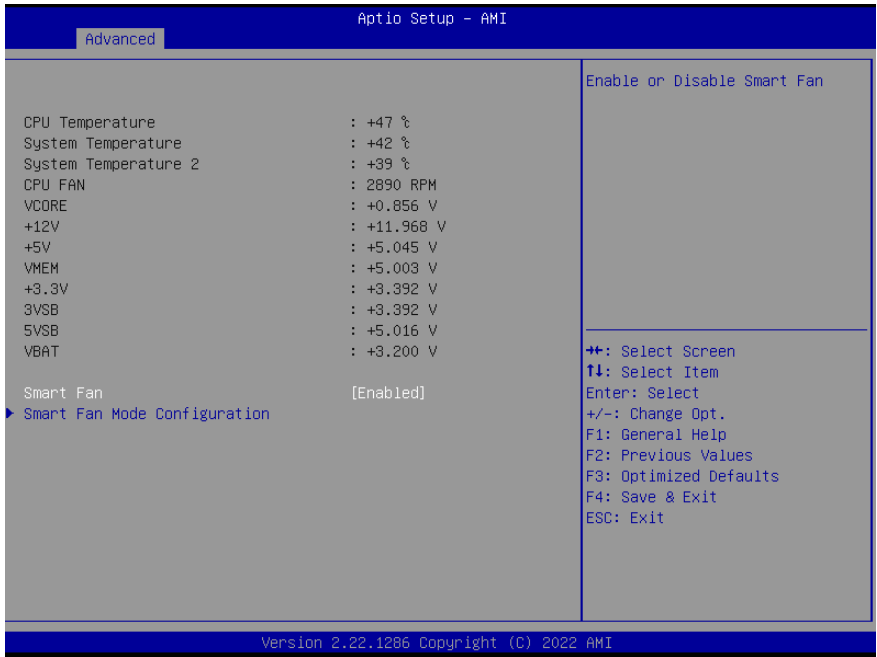 Aptio Setup – AMI
Advanced
CPU Temperature : +47 ℃
System Temperature : +42 ℃
System Temperature 2 : +39 ℃
CPU FAN : 2890 RPM
VCORE : +0.856 V
+12V : +11.968 V
+5V : +5.045 V
VMEM : +5.003 V
+3.3V : +3.392 V
3VSB : +3.392 V
5VSB : +5.016 V
VBAT : +3.200 V
Smart Fan [Enabled]
Smart Fan Mode Configuration
Enable or Disable Smart Fan
→←: Select Screen
↑↓: Select Item
Enter: Select
+/-: Change Opt.
F1: General Help
F2: Previous Values
F3: Optimized Defaults
F4: Save & Exit
ESC: Exit
Version 2.22.1286 Copyright (C) 2022 AMI